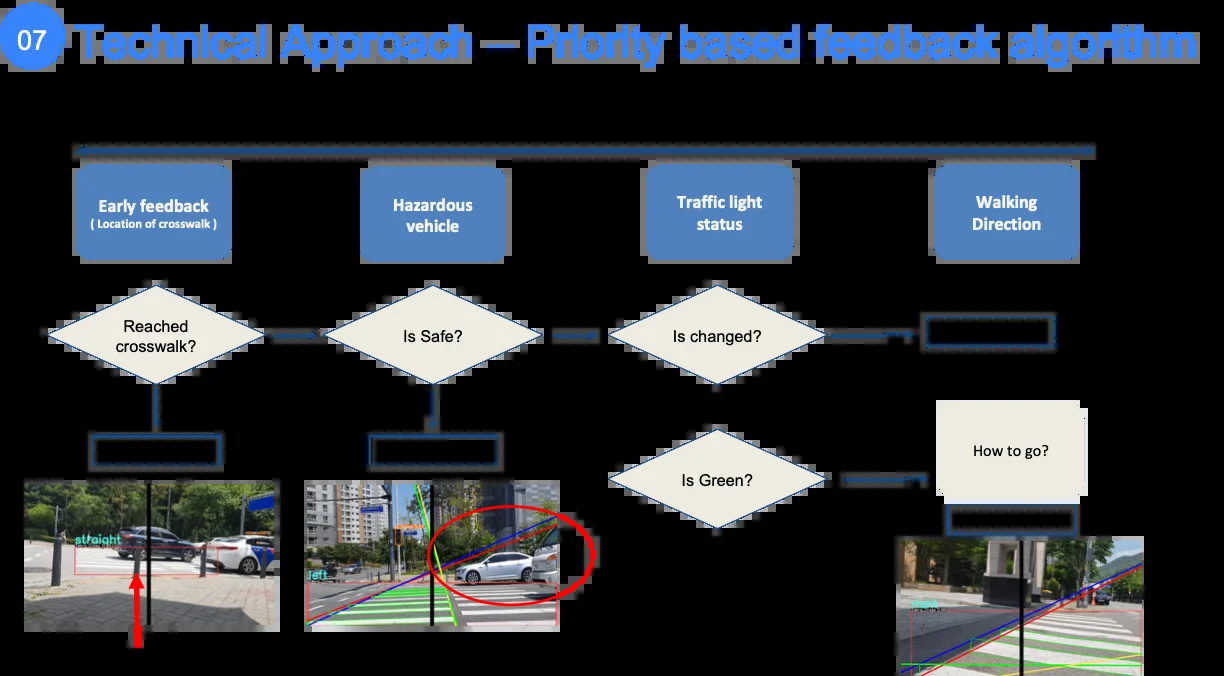 07
Technical Approach — Priority based feedback algorithm
Early feedback
( Location of crosswalk )
Hazardous
vehicle
Traffic light
status
Walking
Direction
Reached
crosswalk?
Is Safe?
Is changed?
Is Green?
How to go?
straight
left